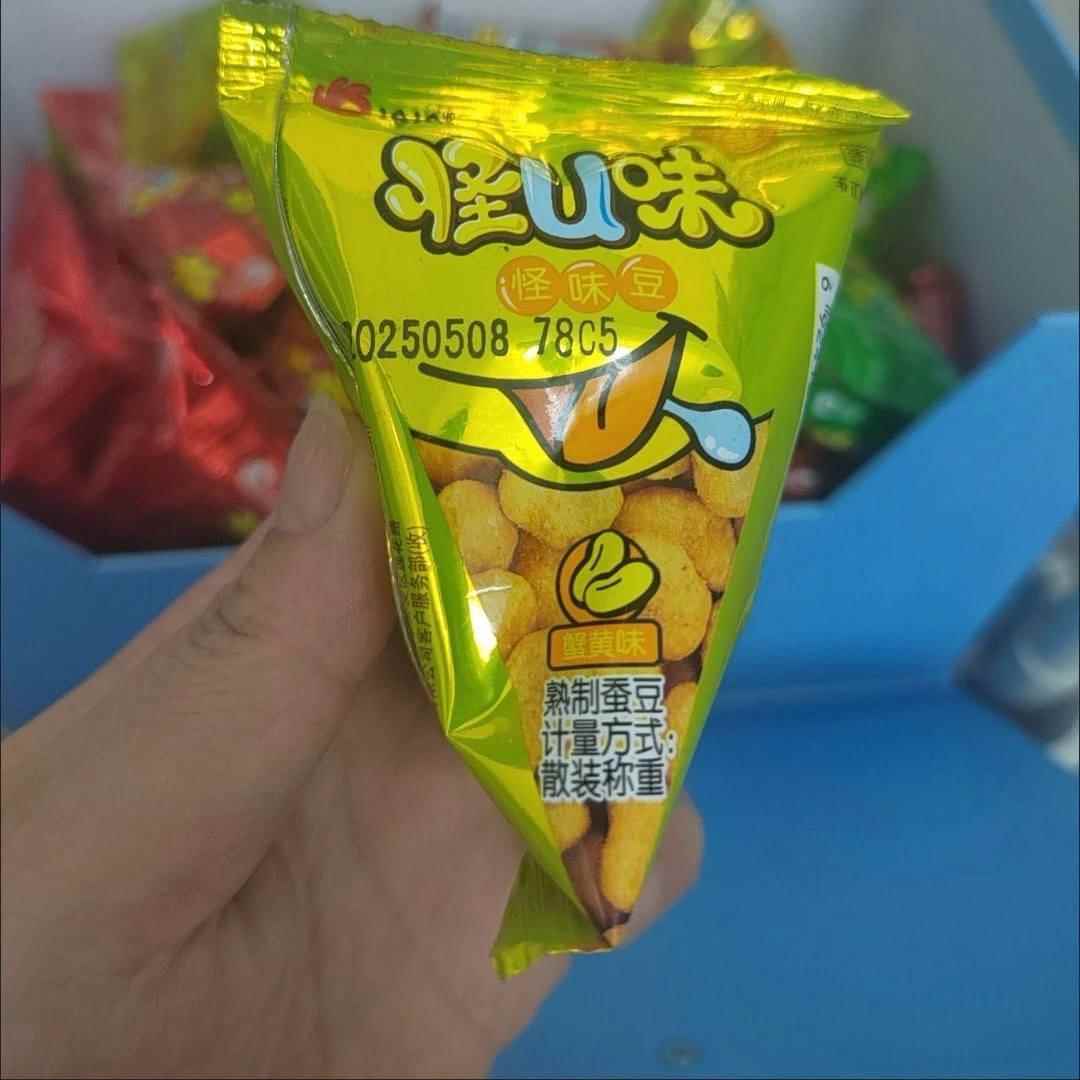 怪u味
怪味豆
20250508 78C5
蟹黄味
熟制蚕豆
计量方式：
散装称重